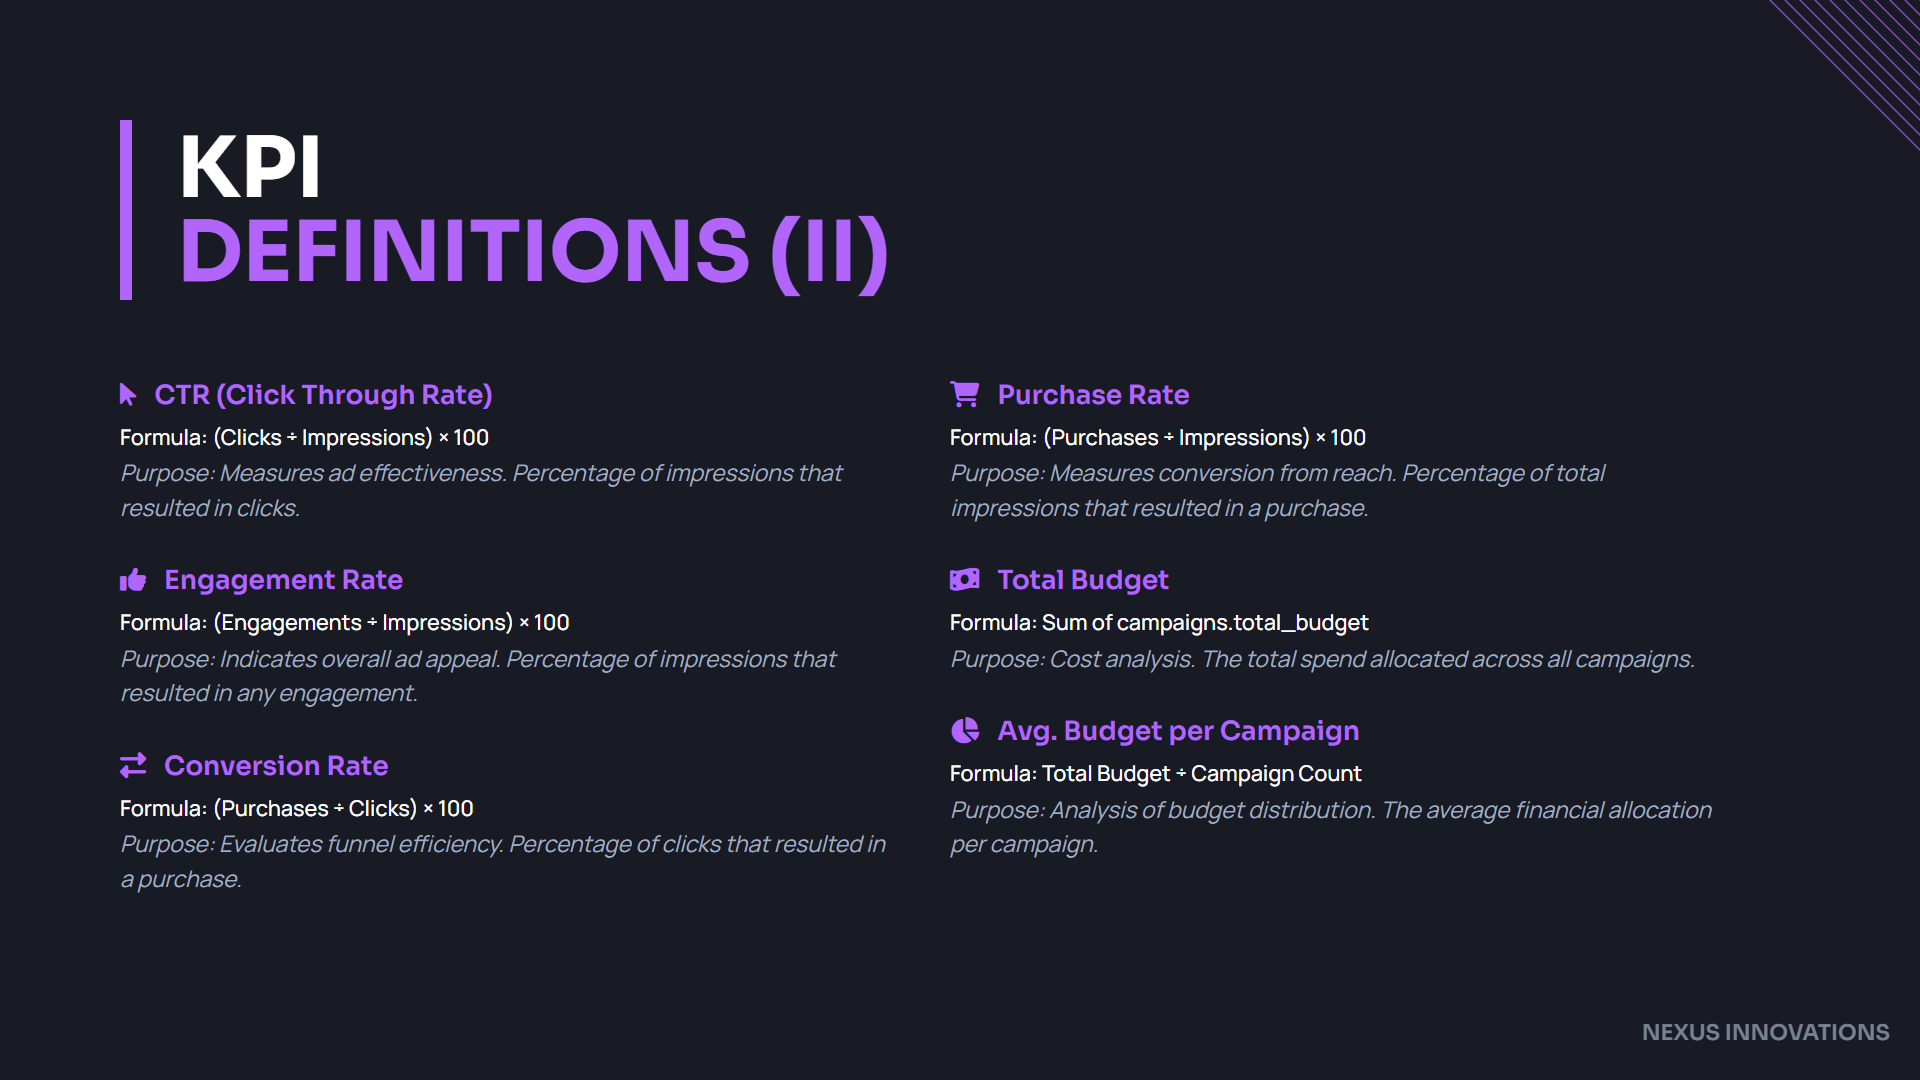 KPI
DEFINITIONS (II)
CTR (Click Through Rate)
Formula: (Clicks ÷ Impressions) × 100
Purpose: Measures ad effectiveness. Percentage of impressions that
resulted in clicks.
Engagement Rate
Formula: (Engagements ÷ Impressions) × 100
Purpose: Indicates overall ad appeal. Percentage of impressions that
resulted in any engagement.
Conversion Rate
Formula: (Purchases ÷ Clicks) × 100
Purpose: Evaluates funnel efficiency. Percentage of clicks that resulted in
a purchase.
Purchase Rate
Formula: (Purchases ÷ Impressions) × 100
Purpose: Measures conversion from reach. Percentage of total
impressions that resulted in a purchase.
Total Budget
Formula: Sum of campaigns.total_budget
Purpose: Cost analysis. The total spend allocated across all campaigns.
Avg. Budget per Campaign
Formula: Total Budget ÷ Campaign Count
Purpose: Analysis of budget distribution. The average financial allocation
per campaign.
NEXUS INNOVATIONS